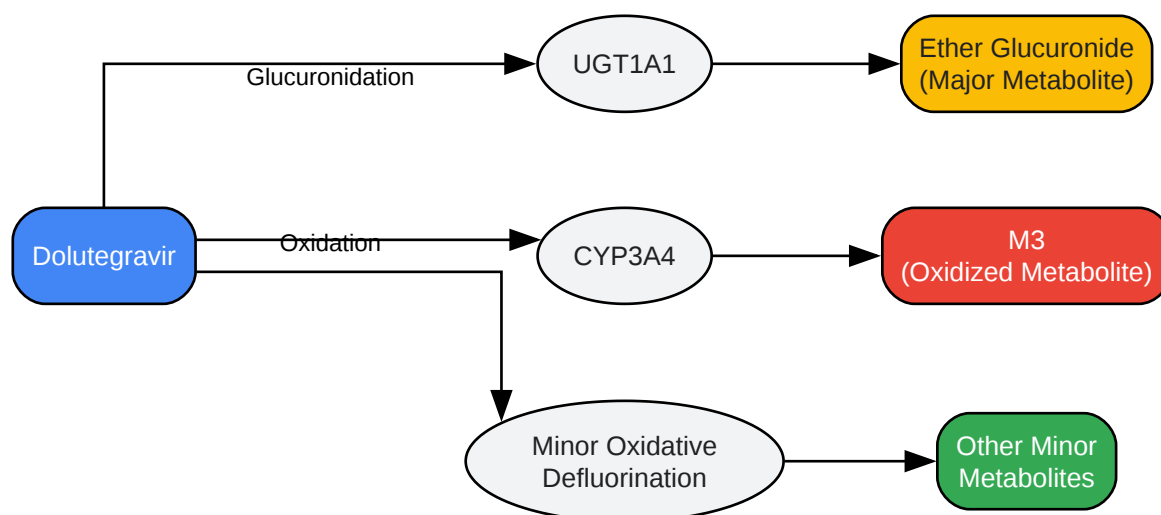 UGT1A1
Ether Glucuronide
(Major Metabolite)
Glucuronidation
Dolutegravir
Oxidation
CYP3A4
M3
(Oxidized Metabolite)
Minor Oxidative
Defluorination
Other Minor
Metabolites